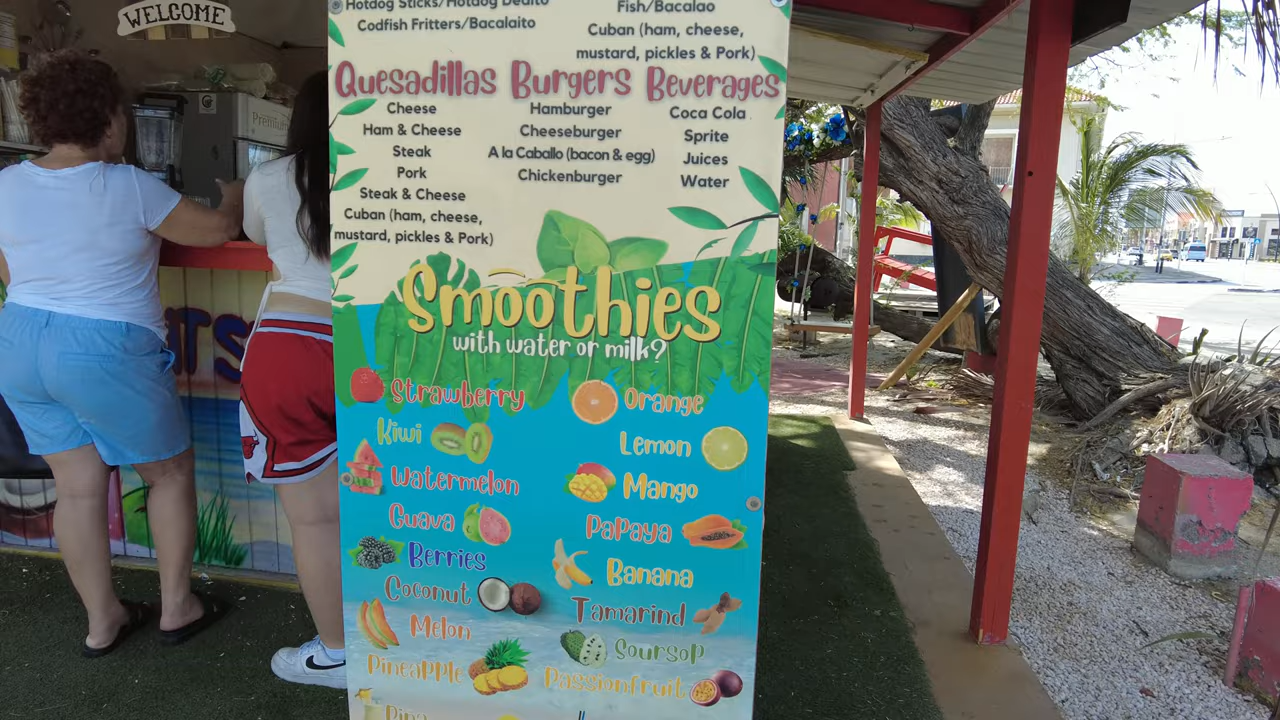 WELCOME
Premium
Hotdog Sticks/Hotdog Dedito
Codfish Fritters/Bacalaito
Fish/Bacalao
Cuban (ham, cheese,
mustard, pickles & Pork)
Quesadillas
Cheese
Ham & Cheese
Steak
Pork
Steak & Cheese
Cuban (ham, cheese,
mustard, pickles & Pork)
Burgers
Hamburger
Cheeseburger
A la Caballo (bacon & egg)
Chickenburger
Beverages
Coca Cola
Sprite
Juices
Water
Smoothies
with water or milk?
Strawberry
Kiwi
Watermelon
Guava
Berries
Coconut
Melon
Pineapple
Pina
Orange
Lemon
Mango
Papaya
Banana
Tamarind
Soursop
Passionfruit